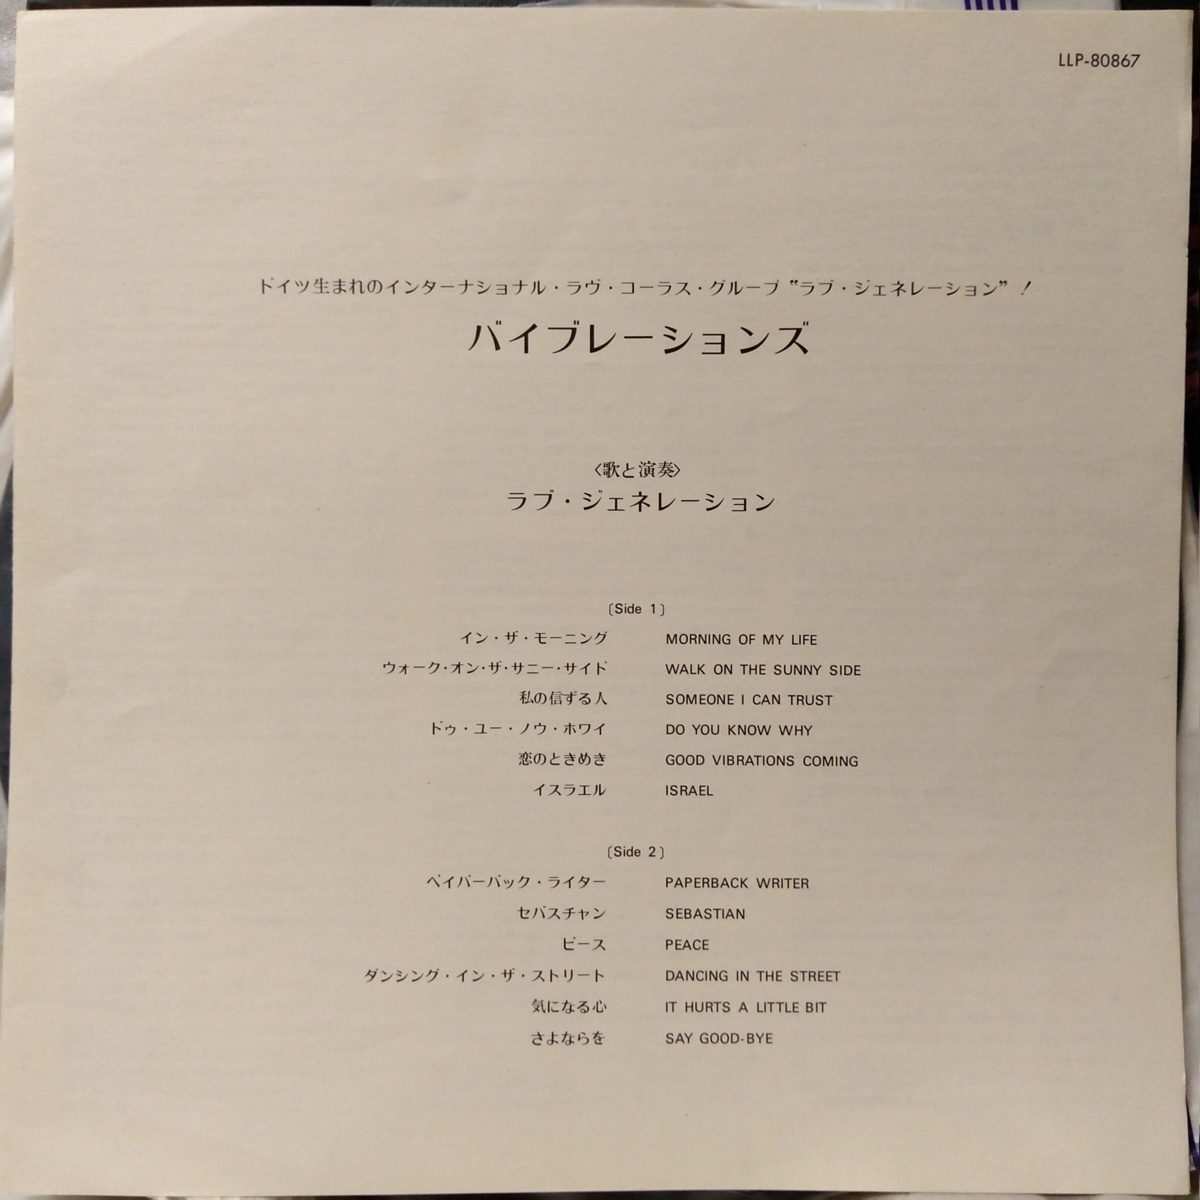 LLP-80867
ドイツ生まれのインターナショナル・ラヴ・コーラス・グループ “ラブ・ジェネレーション” !
バイブレーションズ
〈歌と演奏〉
ラブ・ジェネレーション
〔Side 1〕
イン・ザ・モーニング MORNING OF MY LIFE
ウォーク・オン・ザ・サニー・サイド WALK ON THE SUNNY SIDE
私の信ずる人 SOMEONE I CAN TRUST
ドゥ・ユー・ノウ・ホワイ DO YOU KNOW WHY
恋のときめき GOOD VIBRATIONS COMING
イスラエル ISRAEL
〔Side 2〕
ペイパーバック・ライター PAPERBACK WRITER
セバスチャン SEBASTIAN
ピース PEACE
ダンシング・イン・ザ・ストリート DANCING IN THE STREET
気になる心 IT HURTS A LITTLE BIT
さよならを SAY GOOD-BYE